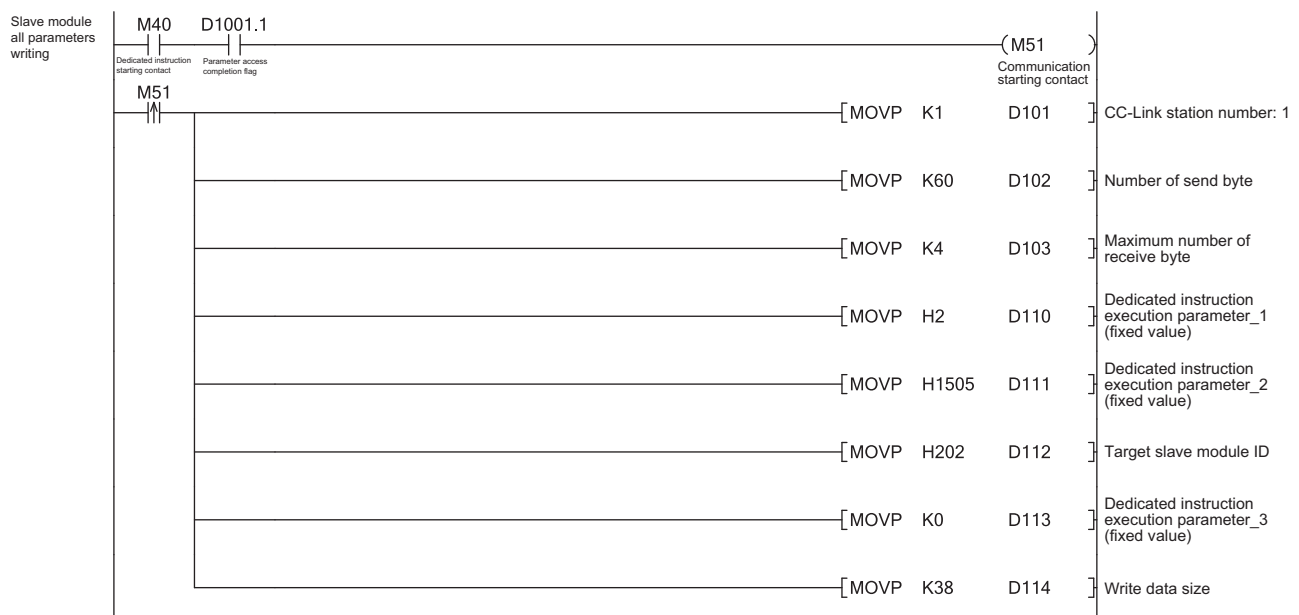 Slave module
all parameters
writing
M40 D1001.1
(M51 )
Dedicated instruction
starting contact
Parameter access
completion flag
Communication
starting contact
M51
[MOVP K1 D101 ] CC-Link station number: 1
[MOVP K60 D102 ] Number of send byte
[MOVP K4 D103 ] Maximum number of
receive byte
[MOVP H2 D110 ] Dedicated instruction
execution parameter_1
(fixed value)
[MOVP H1505 D111 ] Dedicated instruction
execution parameter_2
(fixed value)
[MOVP H202 D112 ] Target slave module ID
[MOVP K0 D113 ] Dedicated instruction
execution parameter_3
(fixed value)
[MOVP K38 D114 ] Write data size